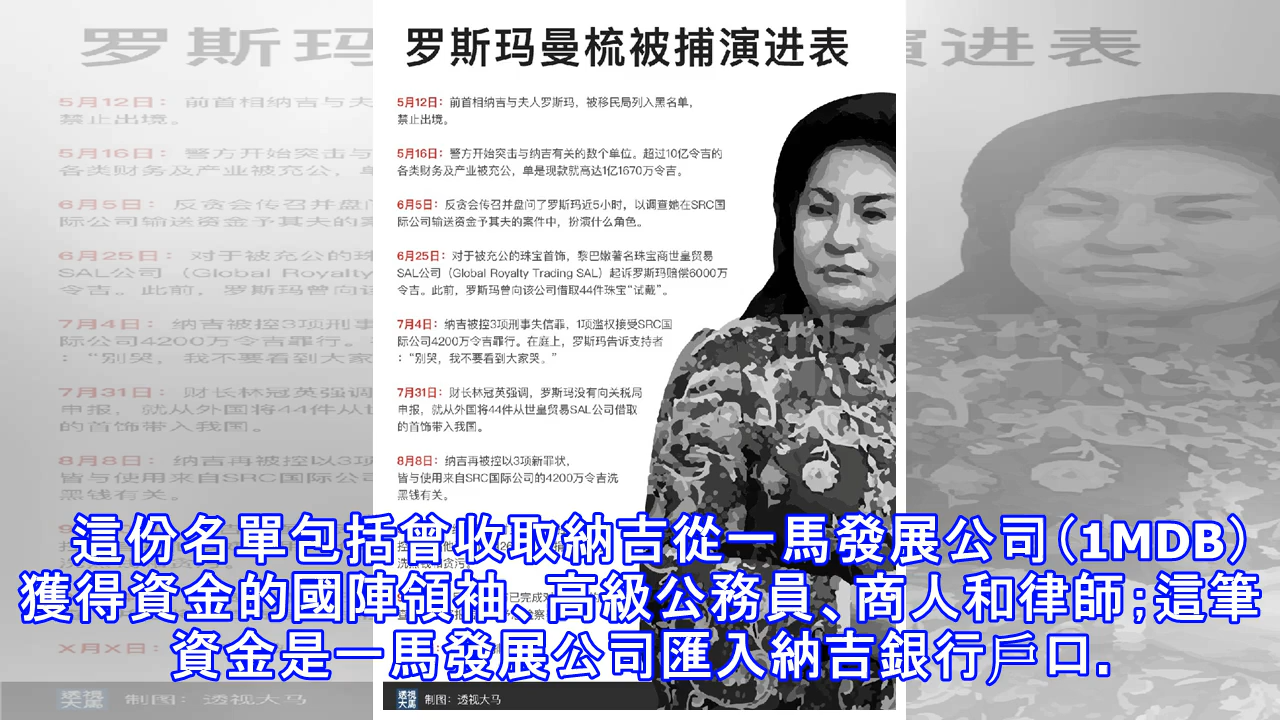 罗斯玛曼梳被捕演进表
5月12日：前首相纳吉与夫人罗斯玛，被移民局列入黑名单，
禁止出境。
5月16日：警方开始突击与纳吉有关的数个单位。超过10亿令吉的
各类财务及产业被充公，单是现款就高达1亿1670万令吉。
6月5日：反贪会传召并盘问了罗斯玛近5小时，以调查她在SRC国
际公司输送资金予其夫的案件中，扮演什么角色。
6月25日：对于被充公的珠宝首饰，黎巴嫩著名珠宝商世皇贸易
SAL公司（Global Royalty Trading SAL）起诉罗斯玛赔偿6000万
令吉。此前，罗斯玛曾向该公司借取44件珠宝“试戴”。
7月4日：纳吉被控3项刑事失信罪，1项滥权接受SRC国
际公司4200万令吉罪行。在庭上，罗斯玛告诉支持者
：“别哭，我不要看到大家哭。”
7月31日：财长林冠英强调，罗斯玛没有向关税局
申报，就从外国将44件从世皇贸易SAL公司借取
的首饰带入我国。
8月8日：纳吉再被控以3项新罪状，
皆与使用来自SRC国际公司的4200万令吉洗
黑钱有关。
這份名單包括曾收取納吉從一馬發展公司（1MDB）
獲得資金的國陣領袖、高級公務員、商人和律師；這筆
資金是一馬發展公司匯入納吉銀行戶口.
X月X日：
透视大马 制图：透视大马